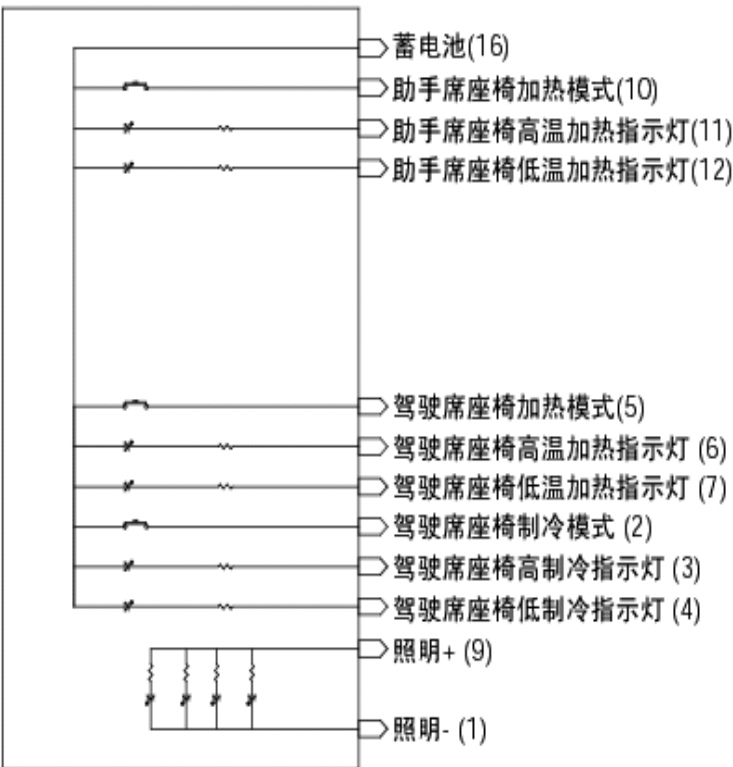 蓄电池(16)
助手席座椅加热模式(10)
助手席座椅高温加热指示灯(11)
助手席座椅低温加热指示灯(12)
驾驶席座椅加热模式(5)
驾驶席座椅高温加热指示灯 (6)
驾驶席座椅低温加热指示灯 (7)
驾驶席座椅制冷模式 (2)
驾驶席座椅高制冷指示灯 (3)
驾驶席座椅低制冷指示灯 (4)
照明+ (9)
照明- (1)